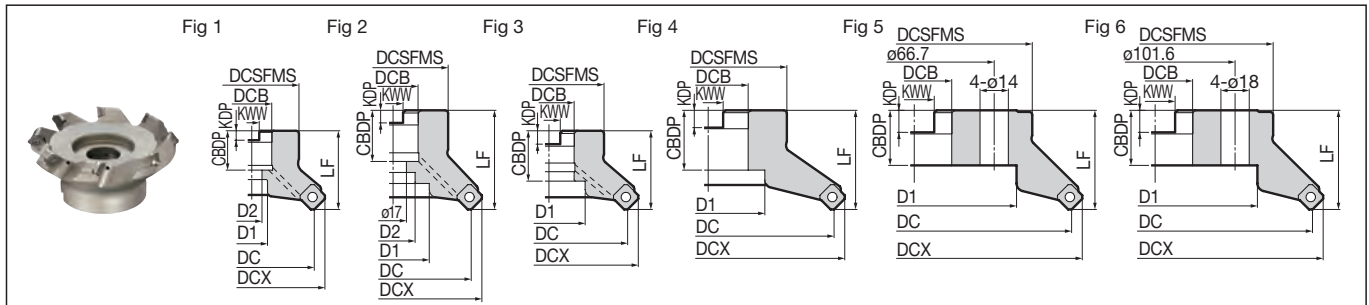 Fig 1
DCSFMS
DCB
KWW
KDP
CBDP
LF
D2
D1
DC
DCX
Fig 2
DCSFMS
DCB
KWW
KDP
CBDP
LF
ø17
D2
D1
DC
DCX
Fig 3
DCSFMS
DCB
KWW
KDP
CBDP
LF
D1
DC
DCX
Fig 4
DCSFMS
DCB
KWW
KDP
CBDP
LF
D1
DC
DCX
Fig 5
DCSFMS
ø66.7
DCB
4-ø14
KWW
KDP
CBDP
LF
D1
DC
DCX
Fig 6
DCSFMS
ø101.6
DCB
4-ø18
KWW
KDP
CBDP
LF
D1
DC
DCX